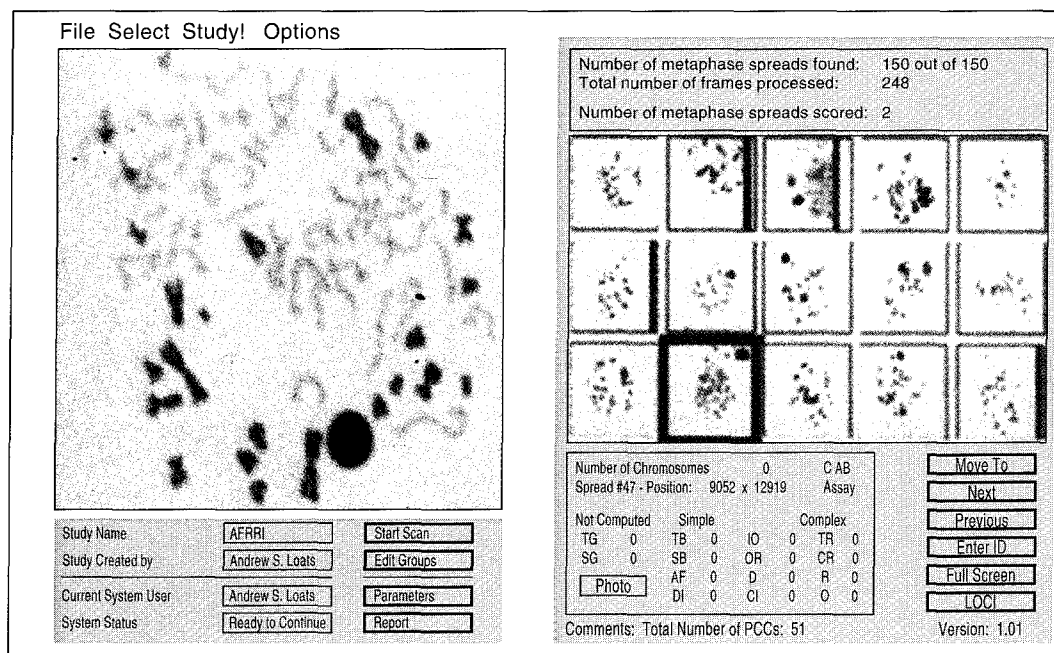 File Select Study! Options
Number of metaphase spreads found: 150 out of 150
Total number of frames processed: 248
Number of metaphase spreads scored: 2
Study Name AFRRI Start Scan
Study Created by Andrew S. Loats Edit Groups
Current System User Andrew S. Loats Parameters
System Status Ready to Continue Report
Number of Chromosomes 0 C AB
Spread #47 - Position: 9052 x 12919 Assay
Not Computed Simple Complex
TG 0 TB 0 IO 0 TR 0
SG 0 SB 0 OR 0 CR 0
AF 0 D 0 R 0
Photo
DI 0 CI 0 O 0
Move To
Next
Previous
Enter ID
Full Screen
LOCI
Comments: Total Number of PCCs: 51 Version: 1.01